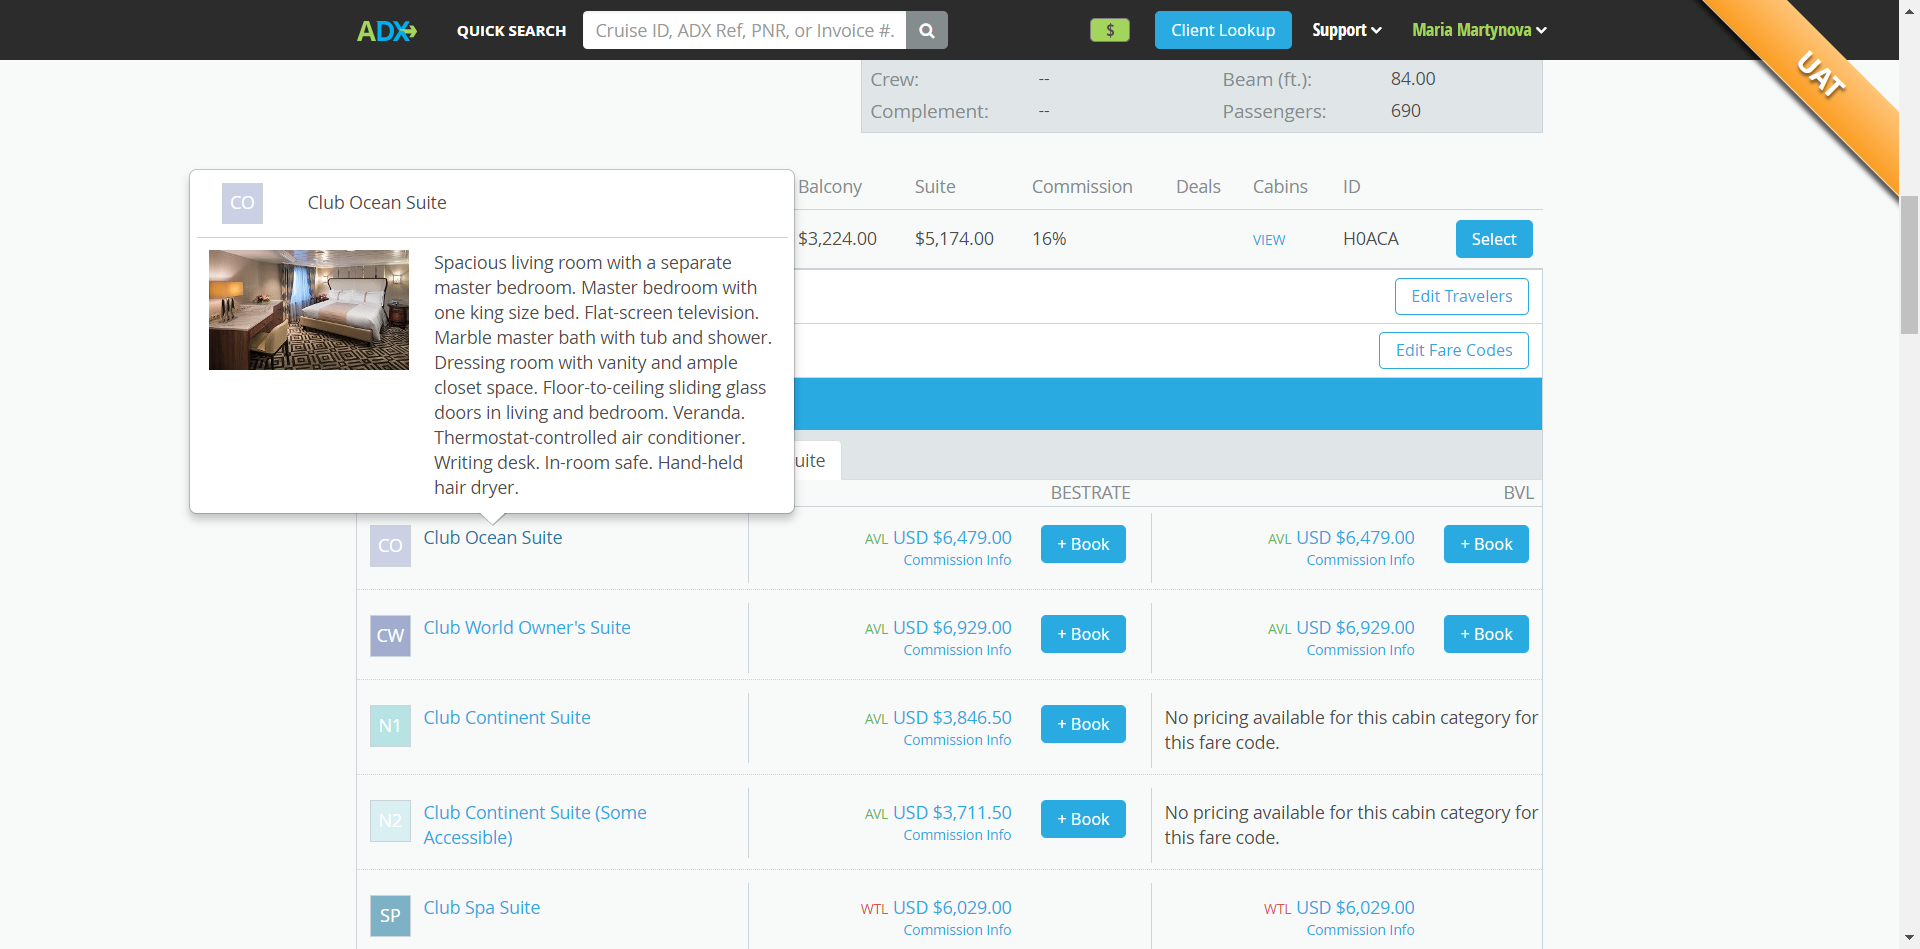 ADX QUICK SEARCH Cruise ID, ADX Ref, PNR, or Invoice #. $ Client Lookup Support Maria Martynova
UAT
Crew: -- Beam (ft.): 84.00
Complement: -- Passengers: 690
Balcony Suite Commission Deals Cabins ID
$3,224.00 $5,174.00 16% VIEW H0ACA Select
Edit Travelers
Edit Fare Codes
CO Club Ocean Suite
Spacious living room with a separate
master bedroom. Master bedroom with
one king size bed. Flat-screen television.
Marble master bath with tub and shower.
Dressing room with vanity and ample
closet space. Floor-to-ceiling sliding glass
doors in living and bedroom. Veranda.
Thermostat-controlled air conditioner.
Writing desk. In-room safe. Hand-held
hair dryer.
uite
BESTRATE BVL
CO Club Ocean Suite AVL USD $6,479.00 + Book AVL USD $6,479.00 + Book
Commission Info Commission Info
CW Club World Owner's Suite AVL USD $6,929.00 + Book AVL USD $6,929.00 + Book
Commission Info Commission Info
N1 Club Continent Suite AVL USD $3,846.50 + Book No pricing available for this cabin category for
Commission Info this fare code.
N2 Club Continent Suite (Some AVL USD $3,711.50 + Book No pricing available for this cabin category for
Accessible) Commission Info this fare code.
SP Club Spa Suite WTL USD $6,029.00 WTL USD $6,029.00
Commission Info Commission Info